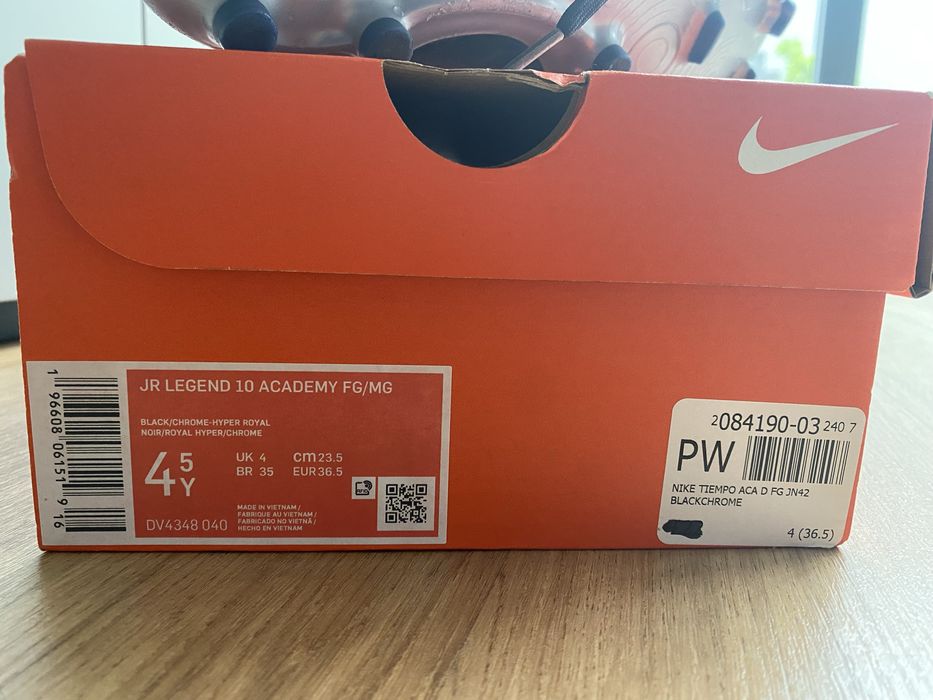 JR LEGEND 10 ACADEMY FG/MG
BLACK/CHROME-HYPER ROYAL
NOIR/ROYAL HYPER/CHROME
4 5 Y
UK 4 cm 23.5
BR 35 EUR 36.5
MADE IN VIETNAM /
FABRIQUE AU VIETNAM /
FABRICADO NO VIETNÃ /
HECHO EN VIETNAM
DV4348 040
1 96608 06151 9 16
2084190-03 240 7
PW
NIKE TIEMPO ACA D FG JN42
BLACKCHROME
4 (36.5)